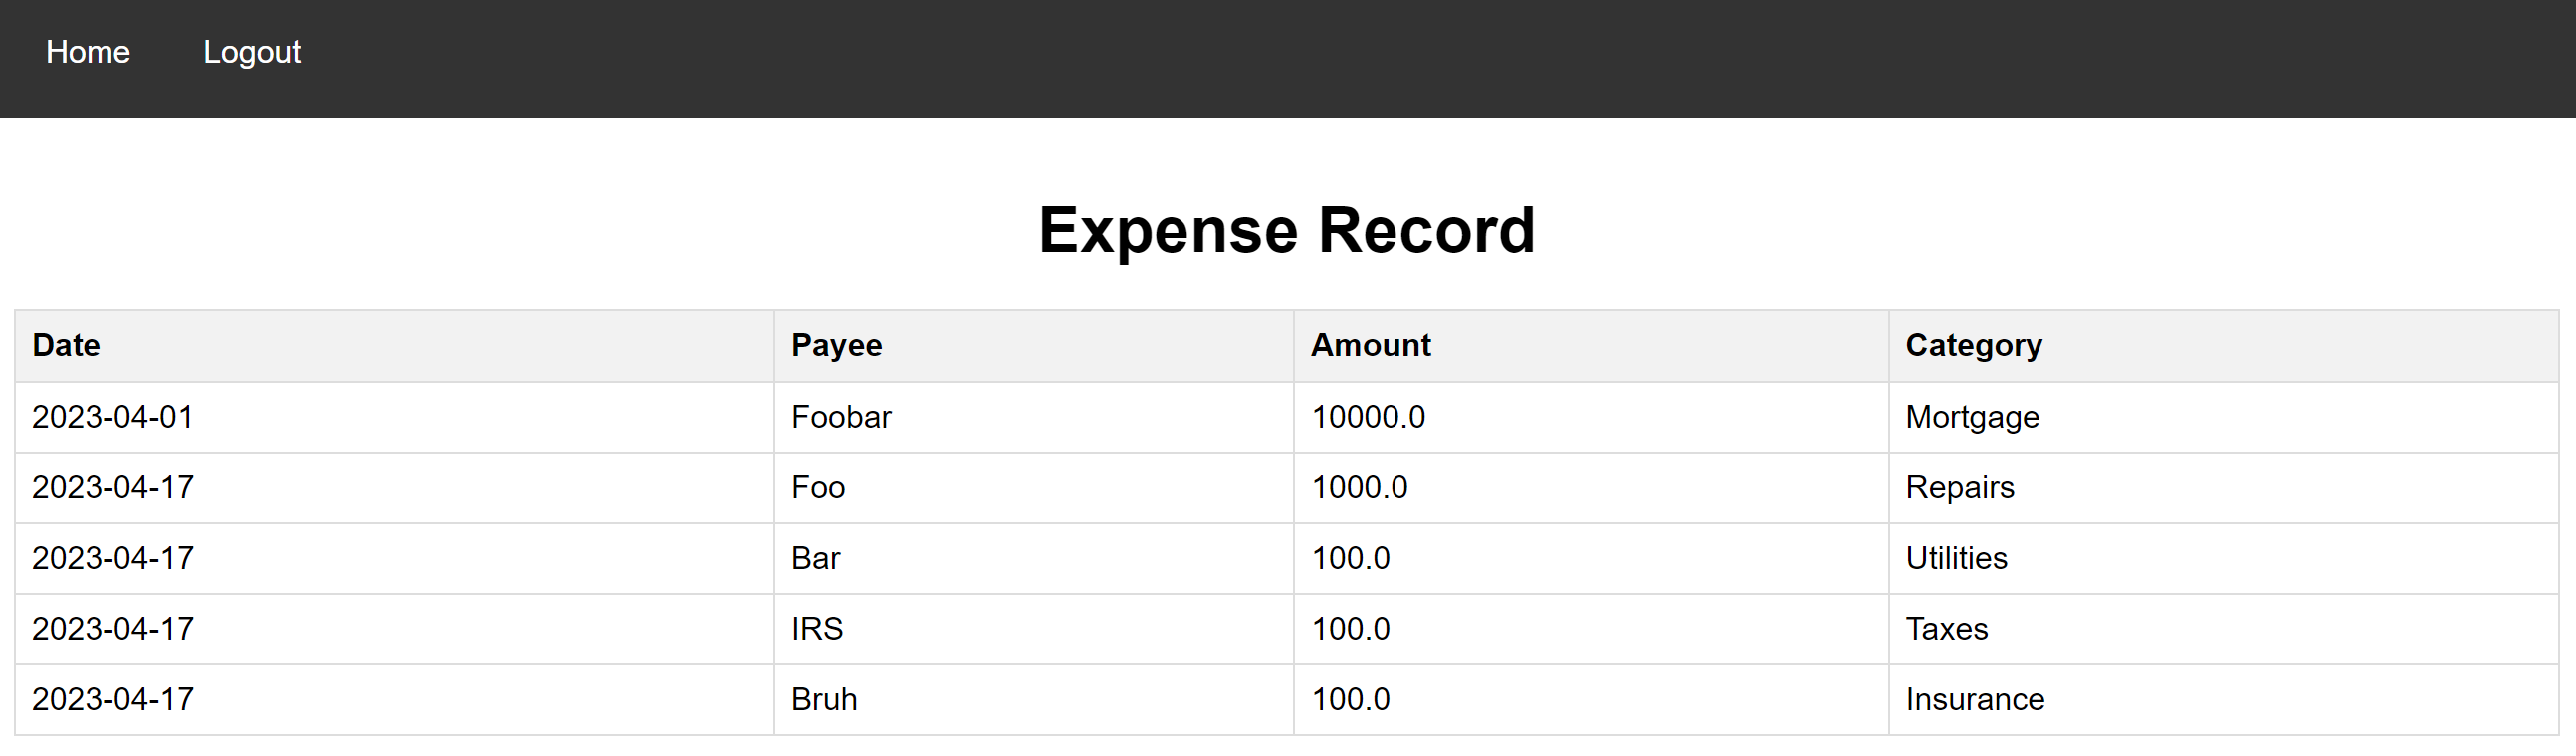 Home Logout
Expense Record
Date Payee Amount Category
2023-04-01 Foobar 10000.0 Mortgage
2023-04-17 Foo 1000.0 Repairs
2023-04-17 Bar 100.0 Utilities
2023-04-17 IRS 100.0 Taxes
2023-04-17 Bruh 100.0 Insurance